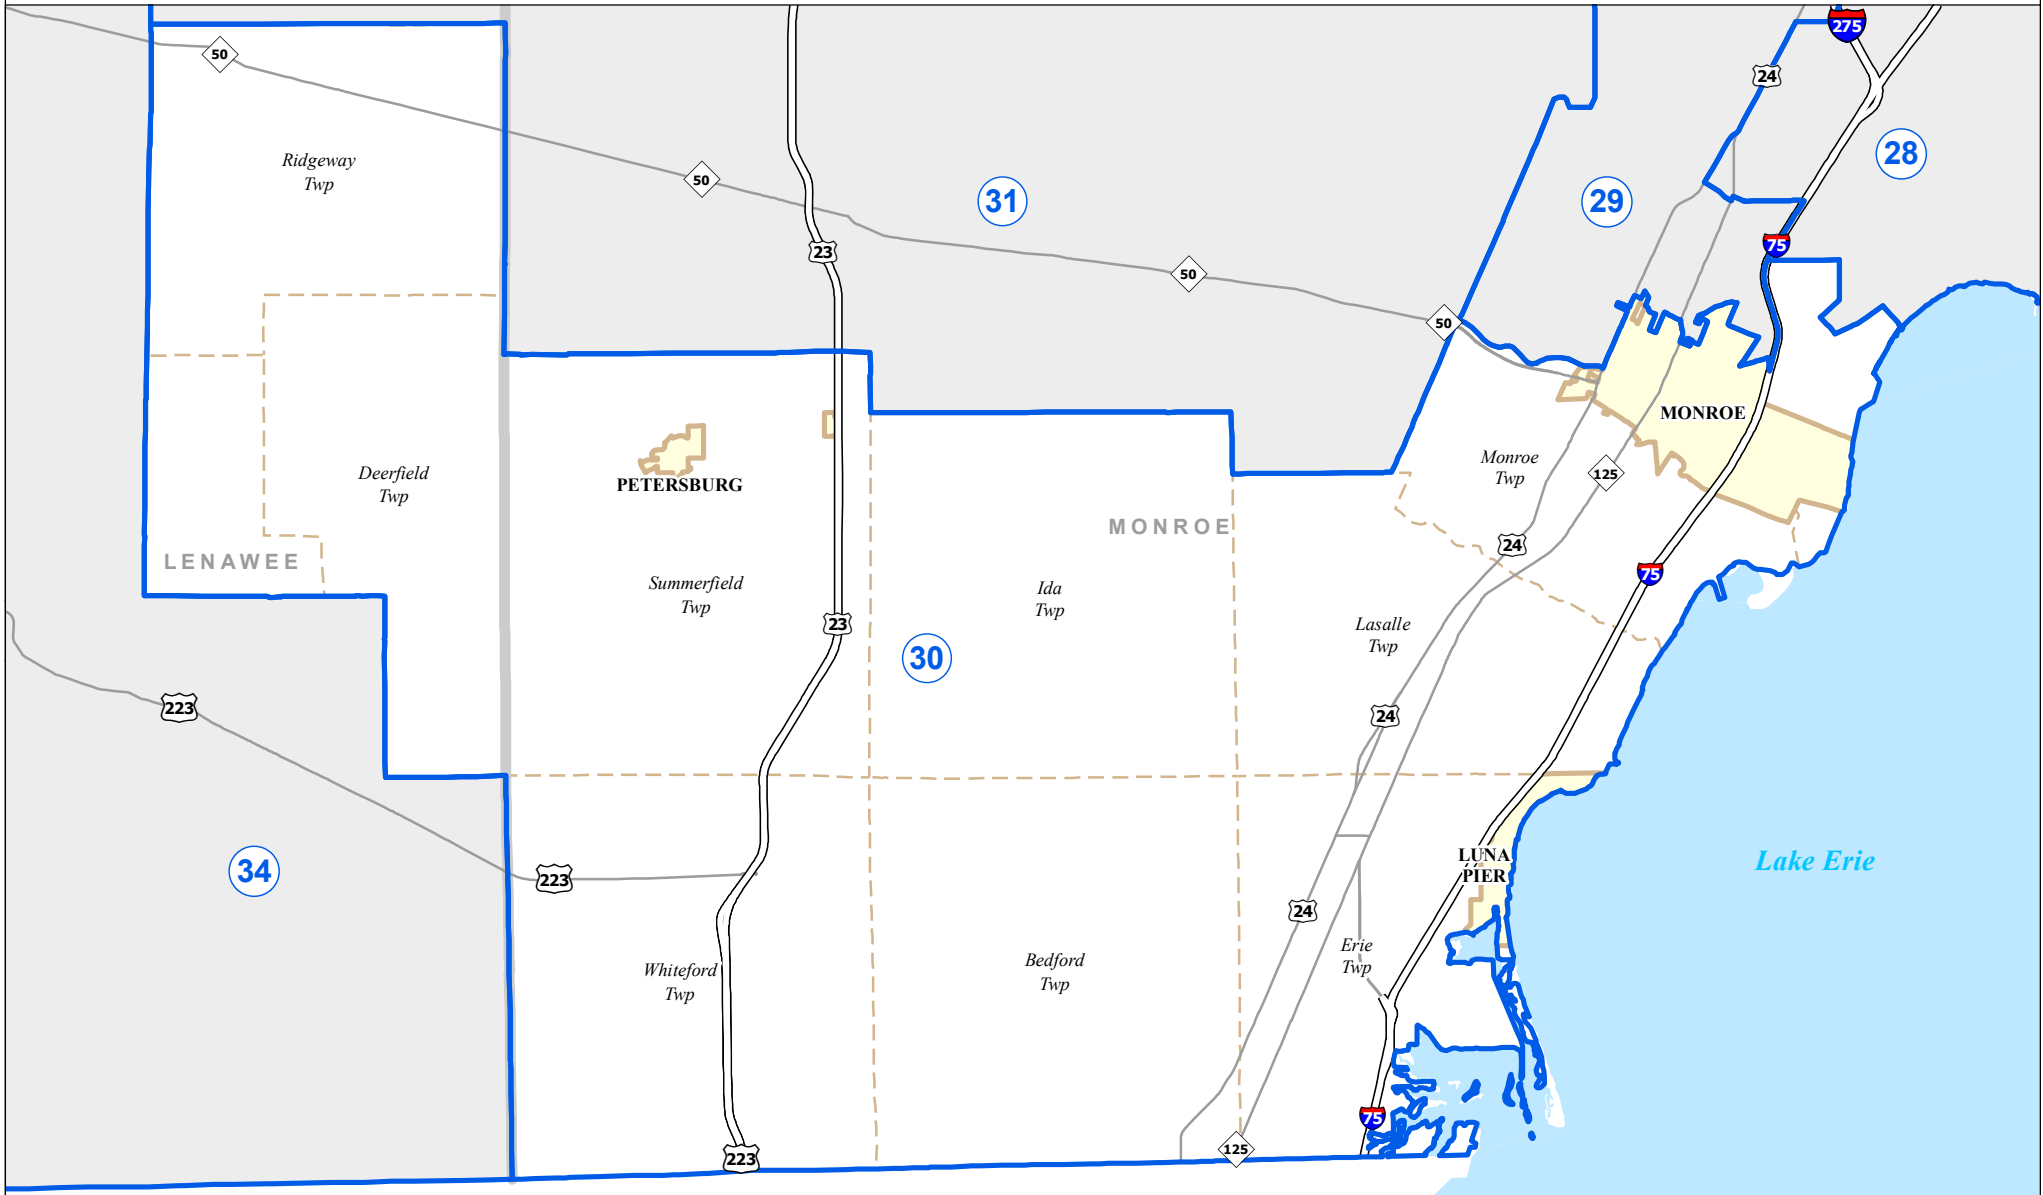 275
50
24
28
Ridgeway
Twp
50
31
29
75
23
50
50
MONROE
Monroe
Twp
125
Deerfield
Twp
PETERSBURG
MONROE
24
LENAWEE
75
Summerfield
Twp
Ida
Twp
23
Lasalle
Twp
30
223
24
34
223
LUNA
PIER
Lake Erie
24
Erie
Twp
Whiteford
Twp
Bedford
Twp
75
223
125